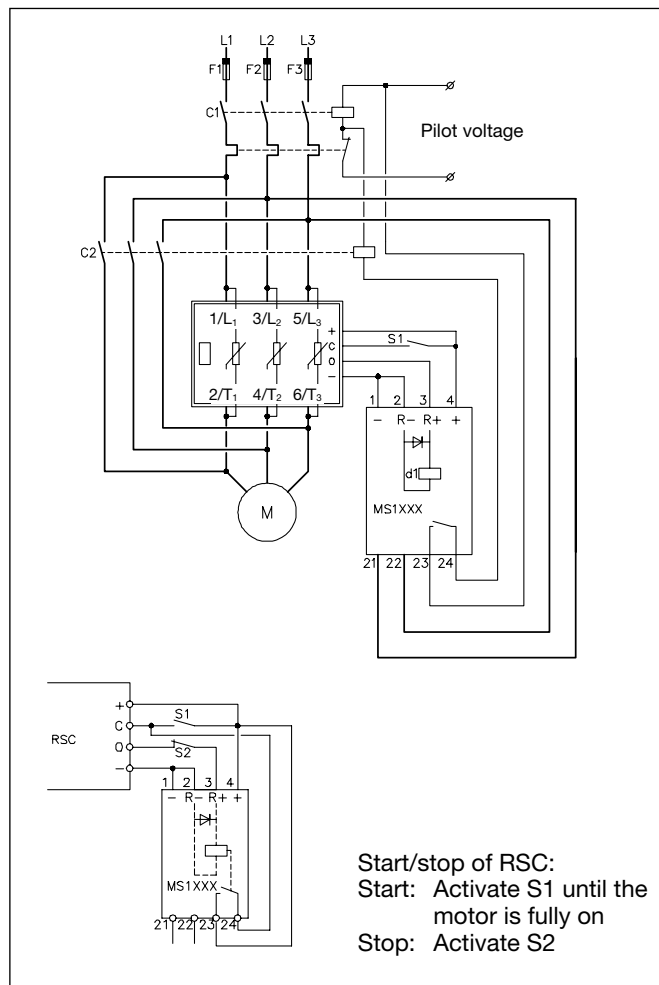 L1 L2 L3
F1 F2 F3
C1
Pilot voltage
C2
1/L1 3/L2 5/L3
+
C
S1
O
-
2/T1 4/T2 6/T3
1 2 3 4
- R- R+ +
d1
M
MS1XXX
21 22 23 24
+
S1
C
RSC
O
S2
-
1 2 3 4
- R- R+ +
MS1XXX
21 22 23 24
Start/stop of RSC:
Start: Activate S1 until the
motor is fully on
Stop: Activate S2